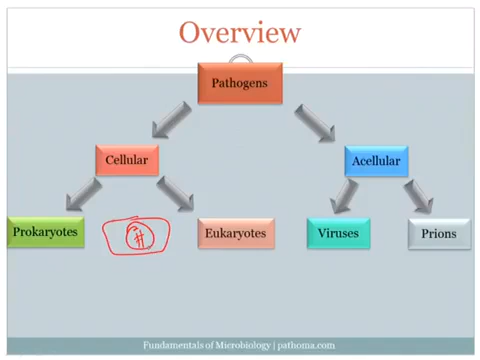 Overview
Pathogens
Cellular
Acellular
Prokaryotes
Eukaryotes
Viruses
Prions
Fundamentals of Microbiology | pathoma.com